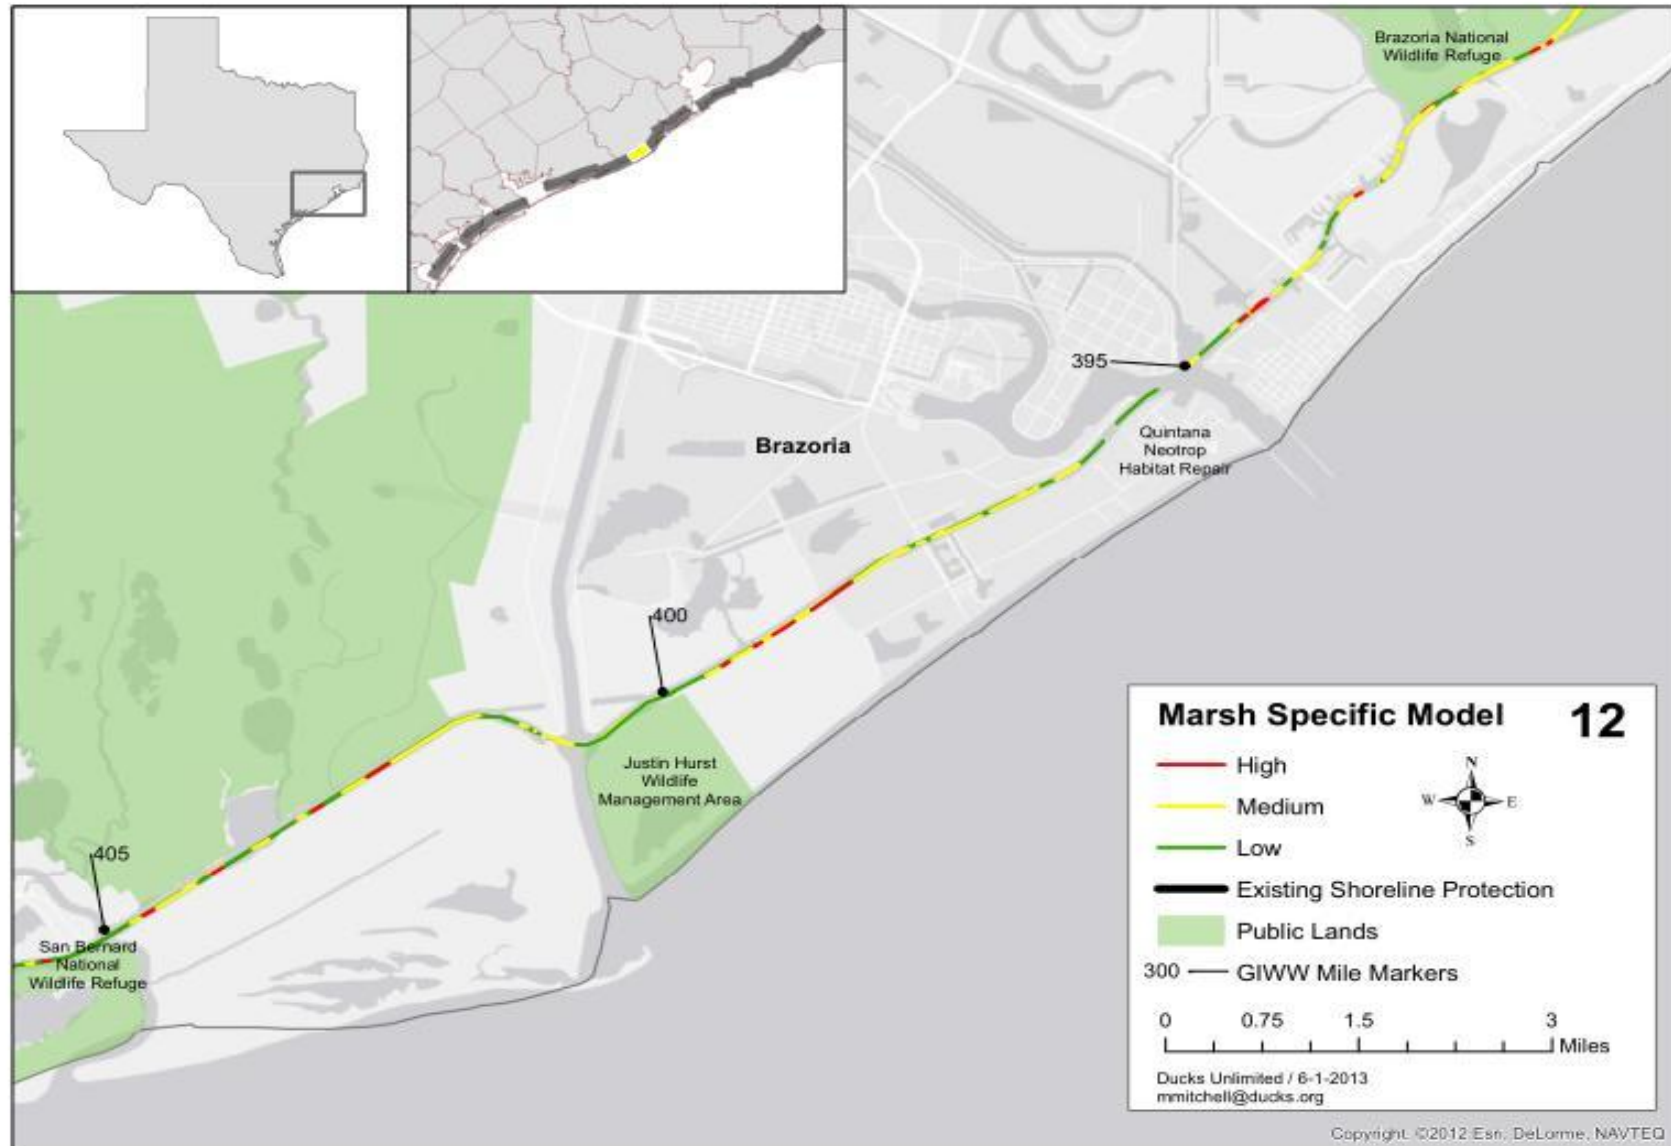 Brazoria National
Wildlife Refuge
395
Quintana
Neotrop
Habitat Repair
Brazoria
400
Justin Hurst
Wildlife
Management Area
405
San Bernard
National
Wildlife Refuge
Marsh Specific Model 12
High
Medium
Low
Existing Shoreline Protection
Public Lands
300 GIWW Mile Markers
N
W E
S
0 0.75 1.5 3
Miles
Ducks Unlimited / 6-1-2013
mmitchell@ducks.org
Copyright: ©2012 Esri, DeLorme, NAVTEQ